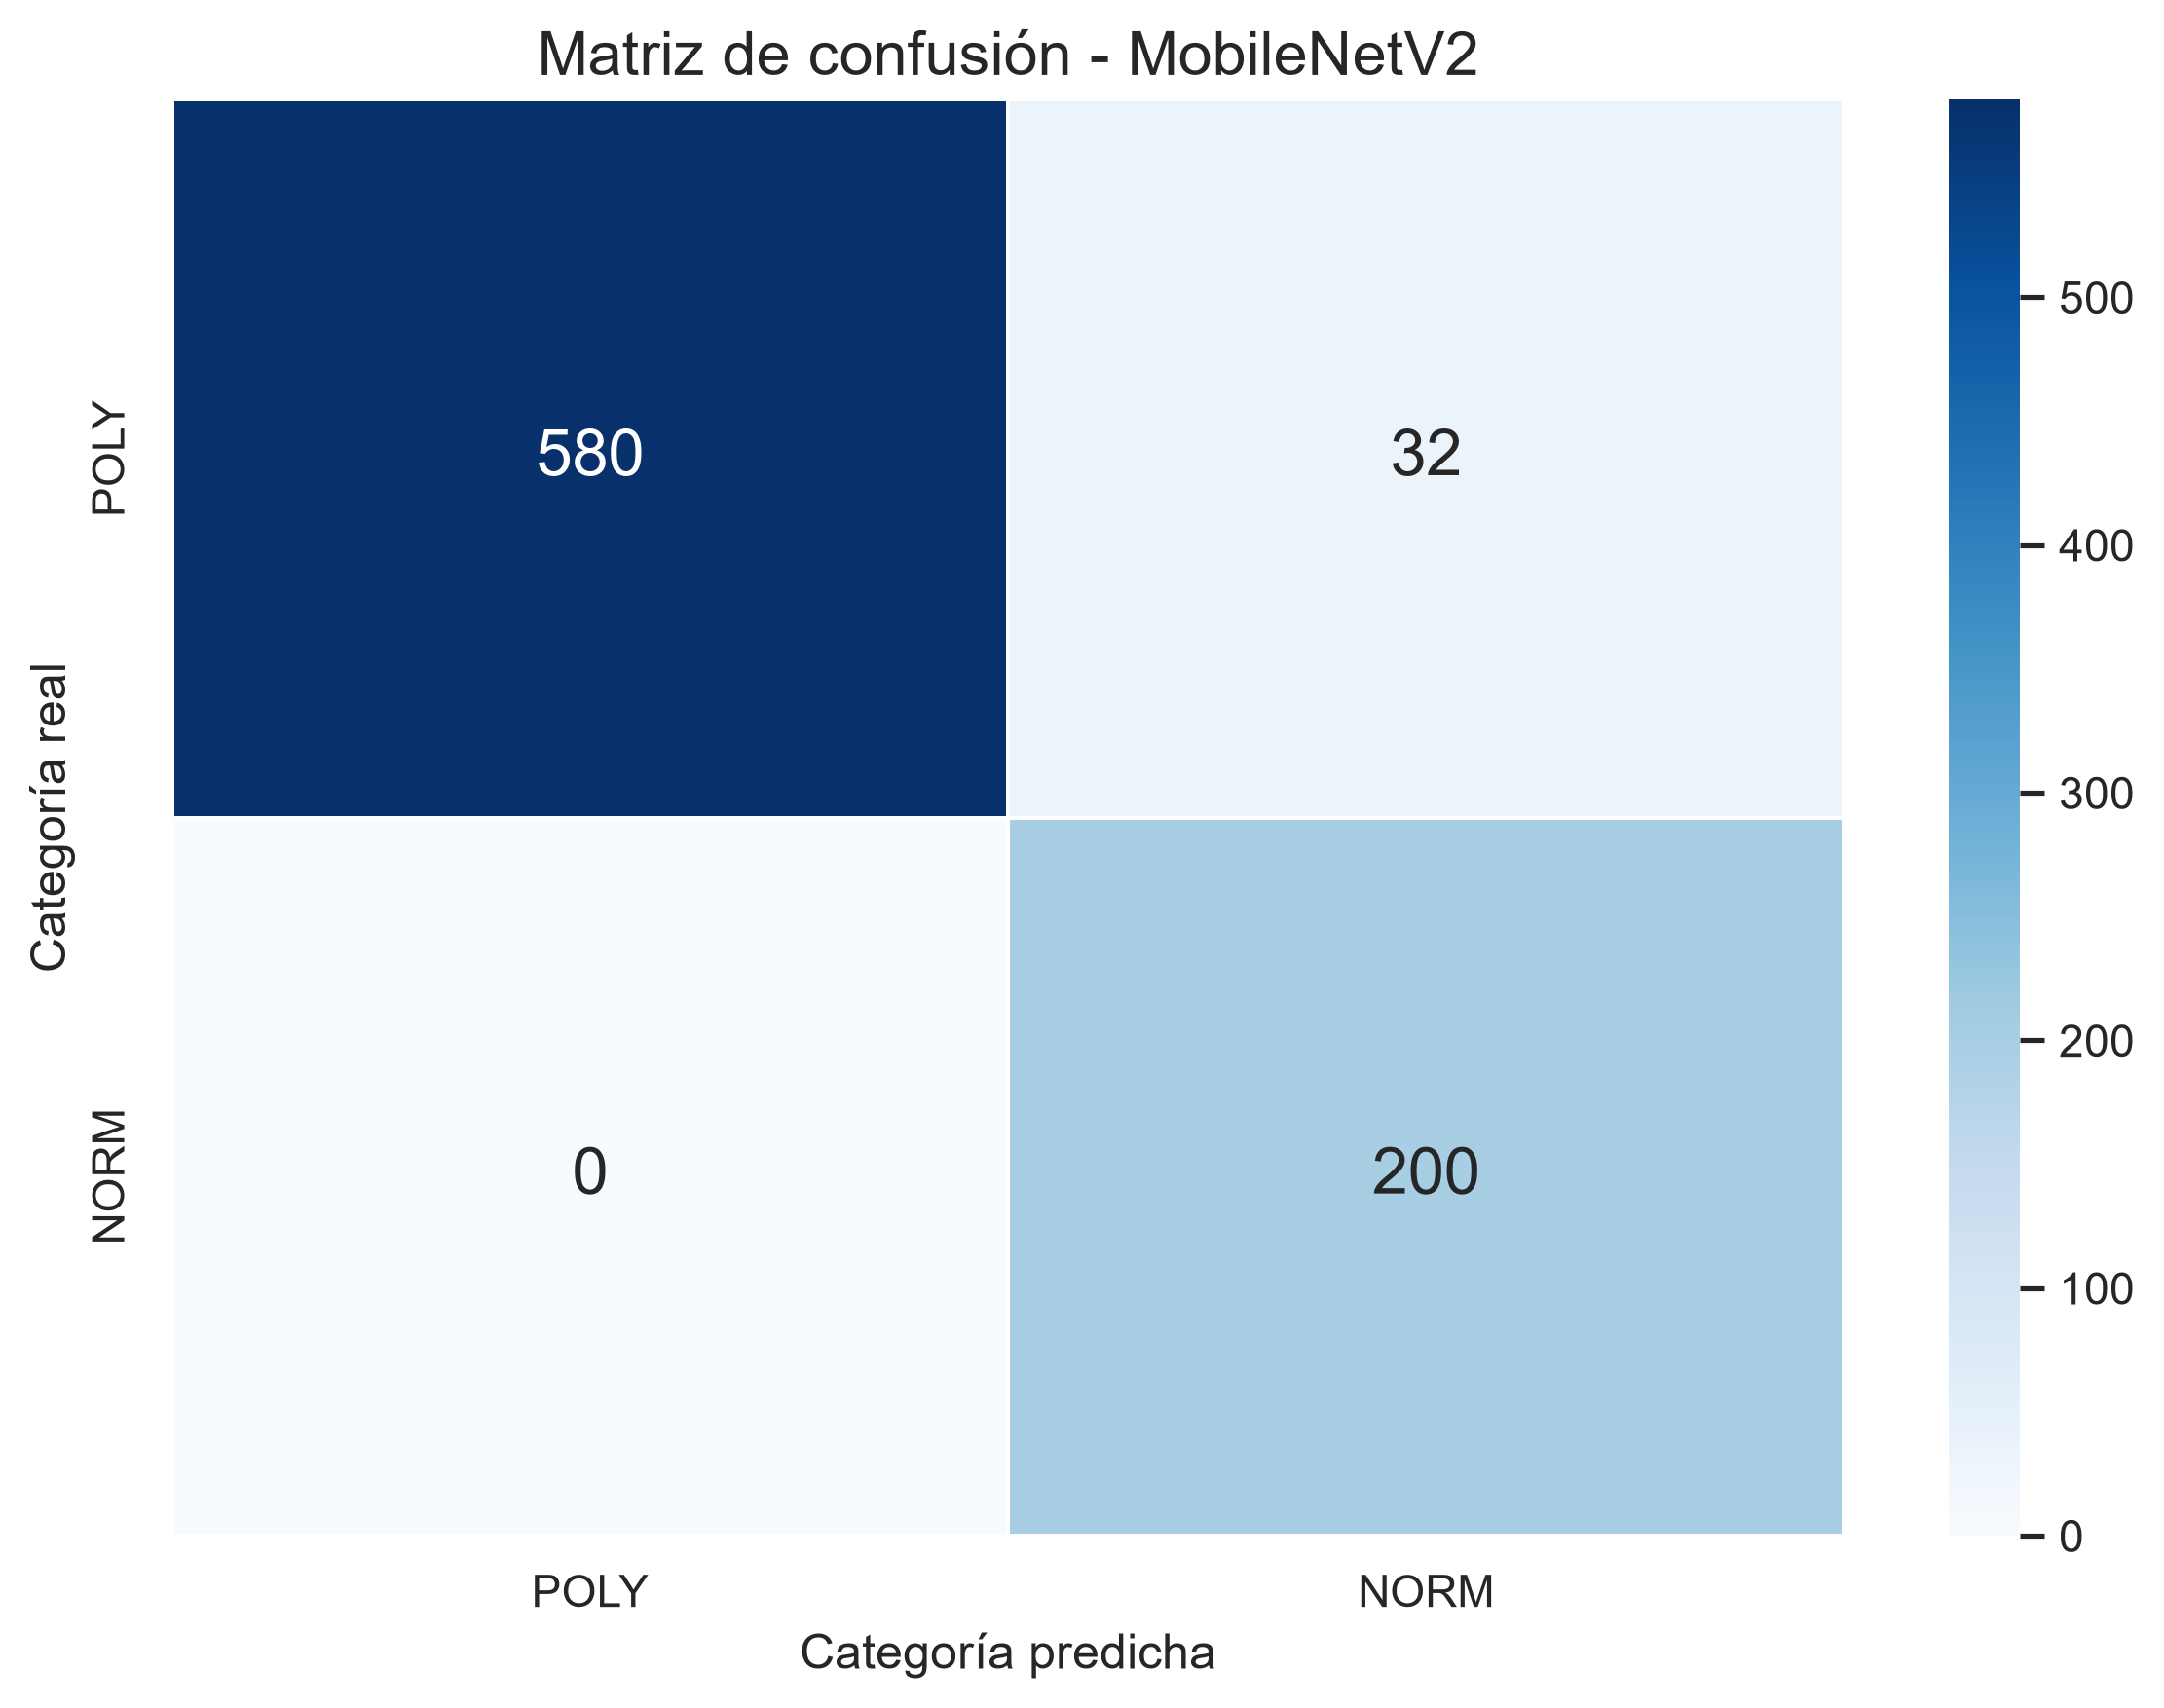 Matriz de confusión - MobileNetV2
Categoría real
POLY
NORM
580
32
0
200
POLY
NORM
Categoría predicha
500
400
300
200
100
0